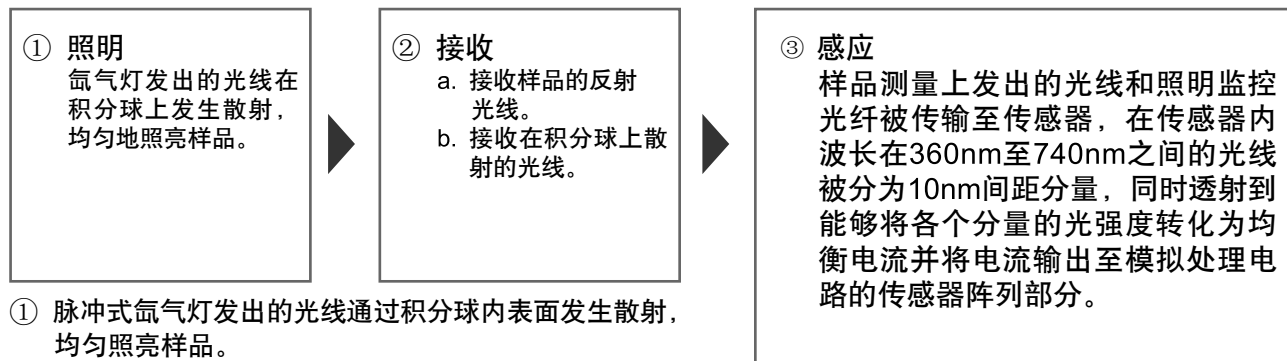 ① 照明
氙气灯发出的光线在
积分球上发生散射，
均匀地照亮样品。
② 接收
a. 接收样品的反射
光线。
b. 接收在积分球上散
射的光线。
③ 感应
样品测量上发出的光线和照明监控
光纤被传输至传感器，在传感器内
波长在360nm至740nm之间的光线
被分为10nm间距分量，同时透射到
能够将各个分量的光强度转化为均
衡电流并将电流输出至模拟处理电
路的传感器阵列部分。
① 脉冲式氙气灯发出的光线通过积分球内表面发生散射，
均匀照亮样品。